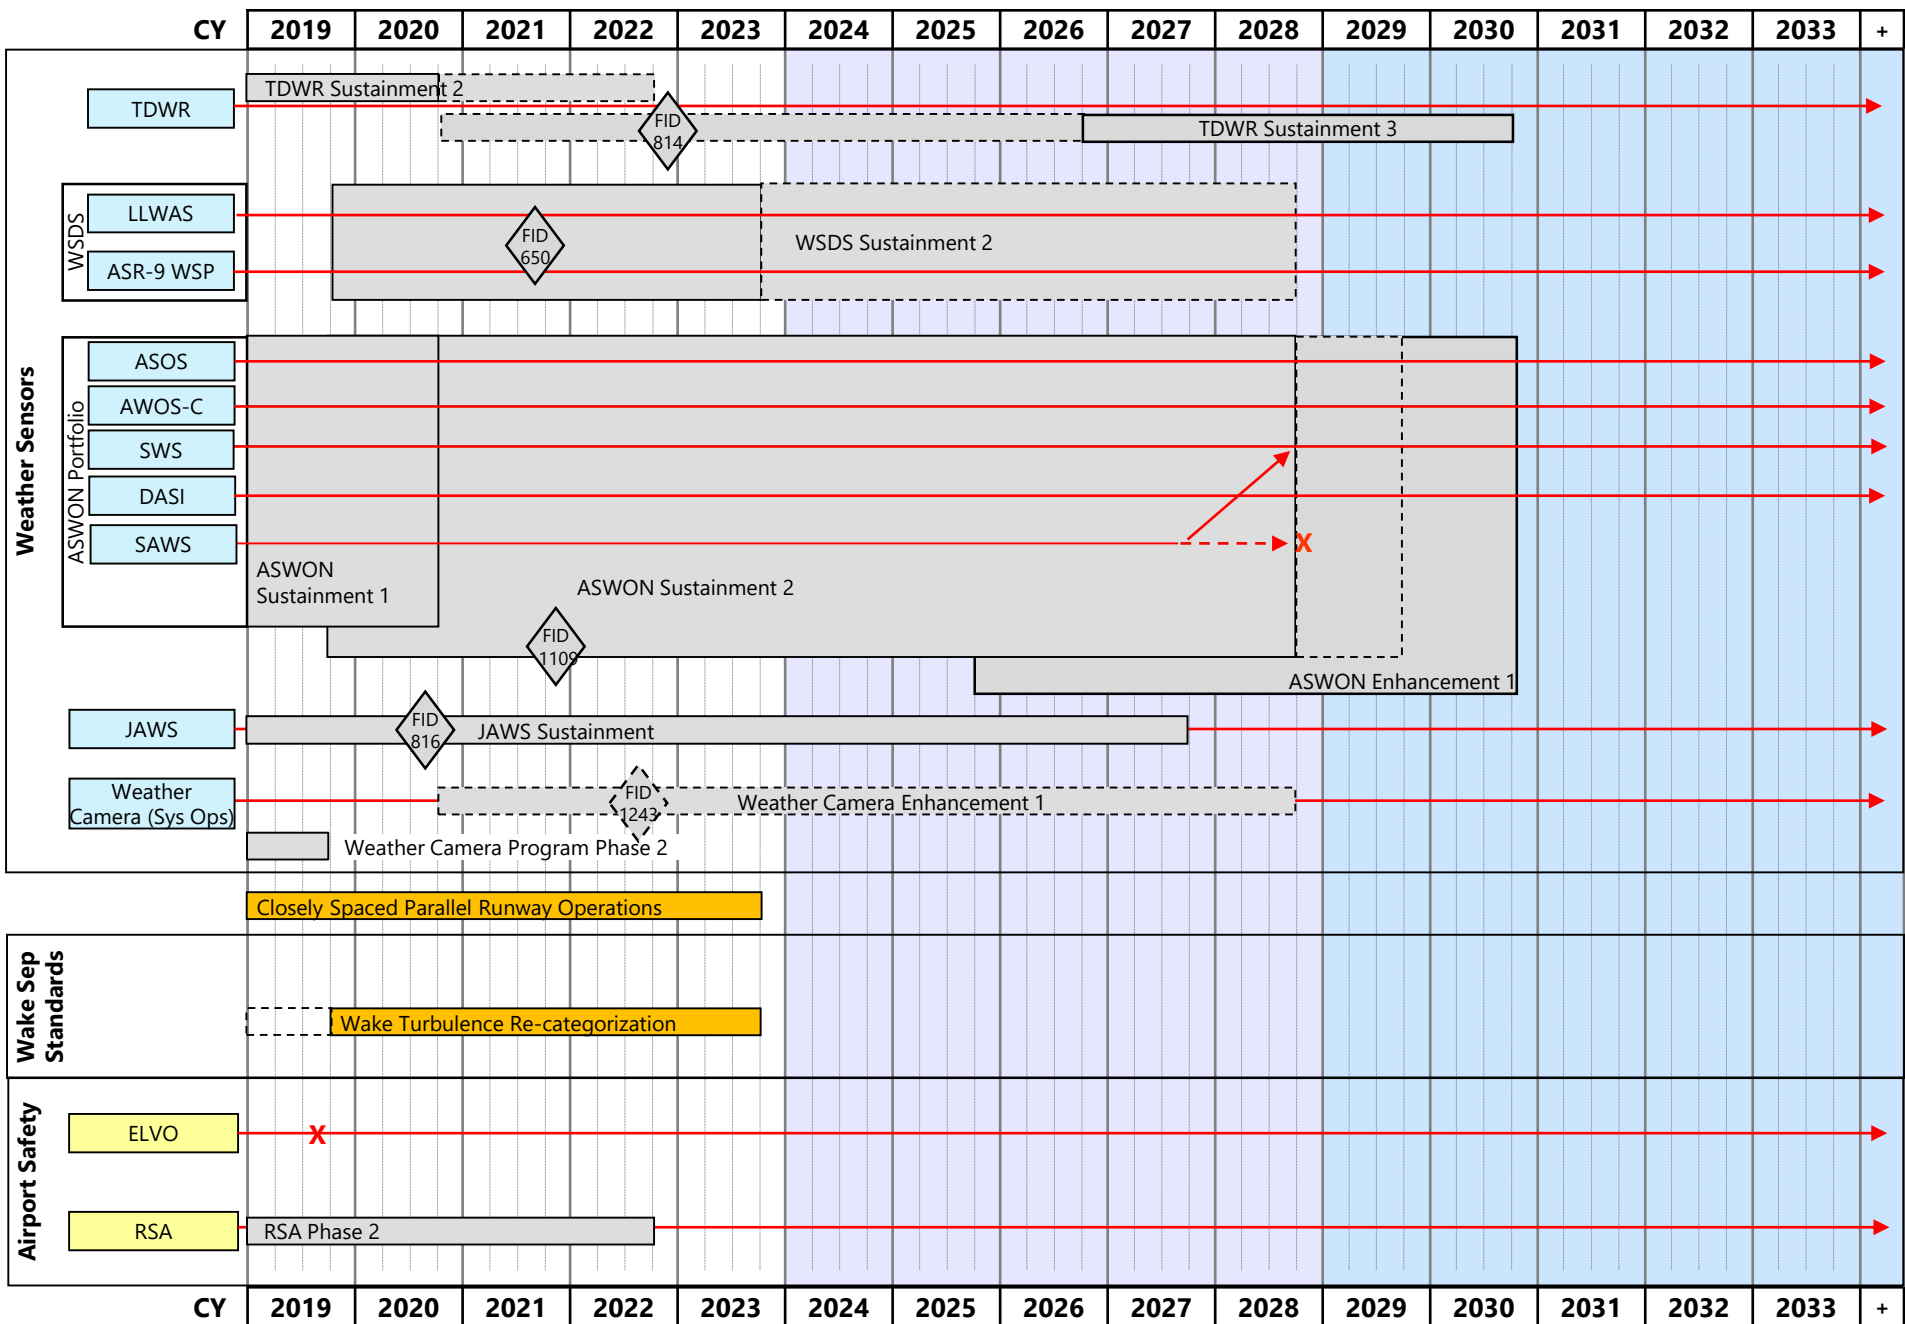 CY 2019 2020 2021 2022 2023 2024 2025 2026 2027 2028 2029 2030 2031 2032 2033 +
Weather Sensors
TDWR
TDWR Sustainment 2
FID
814
TDWR Sustainment 3
WSDS
LLWAS
ASR-9 WSP
FID
650
WSDS Sustainment 2
ASWON Portfolio
ASOS
AWOS-C
SWS
DASI
SAWS
X
ASWON
Sustainment 1
ASWON Sustainment 2
FID
1109
ASWON Enhancement 1
JAWS
FID
816
JAWS Sustainment
Weather
Camera (Sys Ops)
FID
1243
Weather Camera Enhancement 1
Weather Camera Program Phase 2
Closely Spaced Parallel Runway Operations
Wake Sep
Standards
Wake Turbulence Re-categorization
Airport Safety
ELVO
X
RSA
RSA Phase 2
CY 2019 2020 2021 2022 2023 2024 2025 2026 2027 2028 2029 2030 2031 2032 2033 +